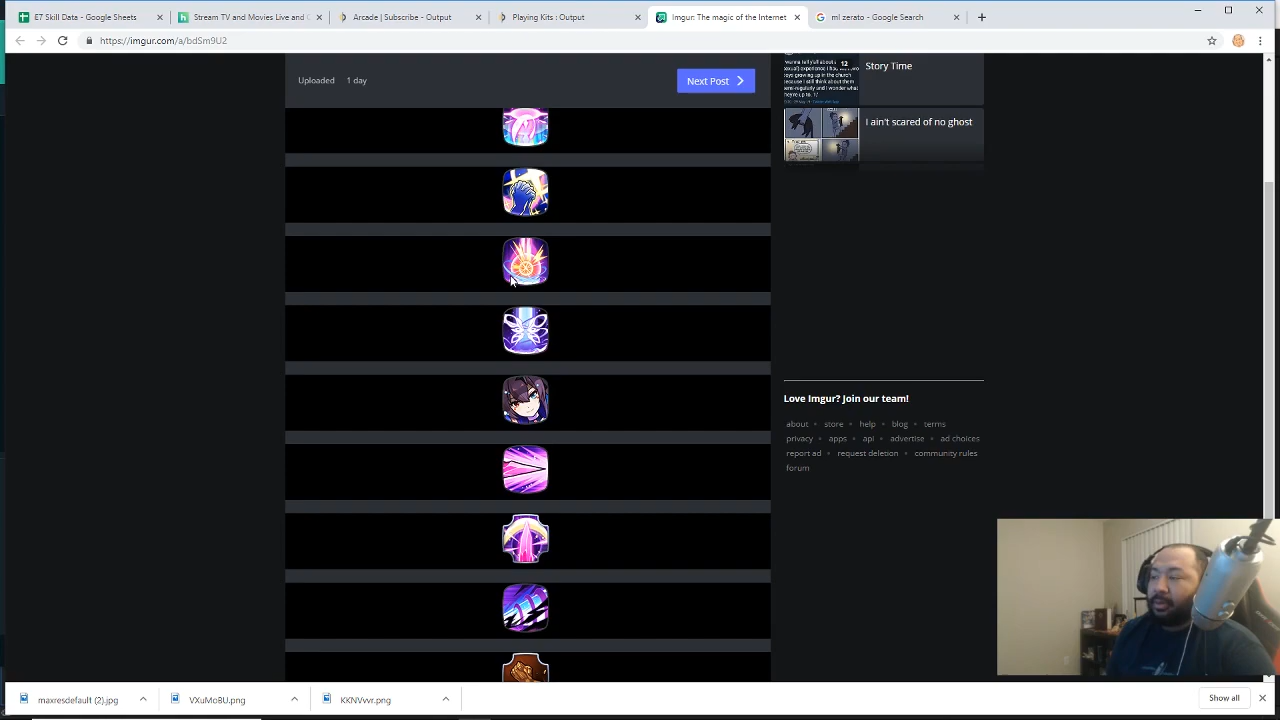 E7 Skill Data - Google Sheets
Stream TV and Movies Live and
Arcade | Subscribe - Output
Playing Kits : Output
Imgur: The magic of the Internet
ml zerato - Google Search
https://imgur.com/a/bdSm9U2
Uploaded 1 day
Next Post
12
Story Time
I ain't scared of no ghost
Love Imgur? Join our team!
about • store • help • blog • terms
privacy • apps • api • advertise • ad choices
report ad • request deletion • community rules
forum
maxresdefault (2).jpg
VXuMoBU.png
KKNVvvr.png
Show all